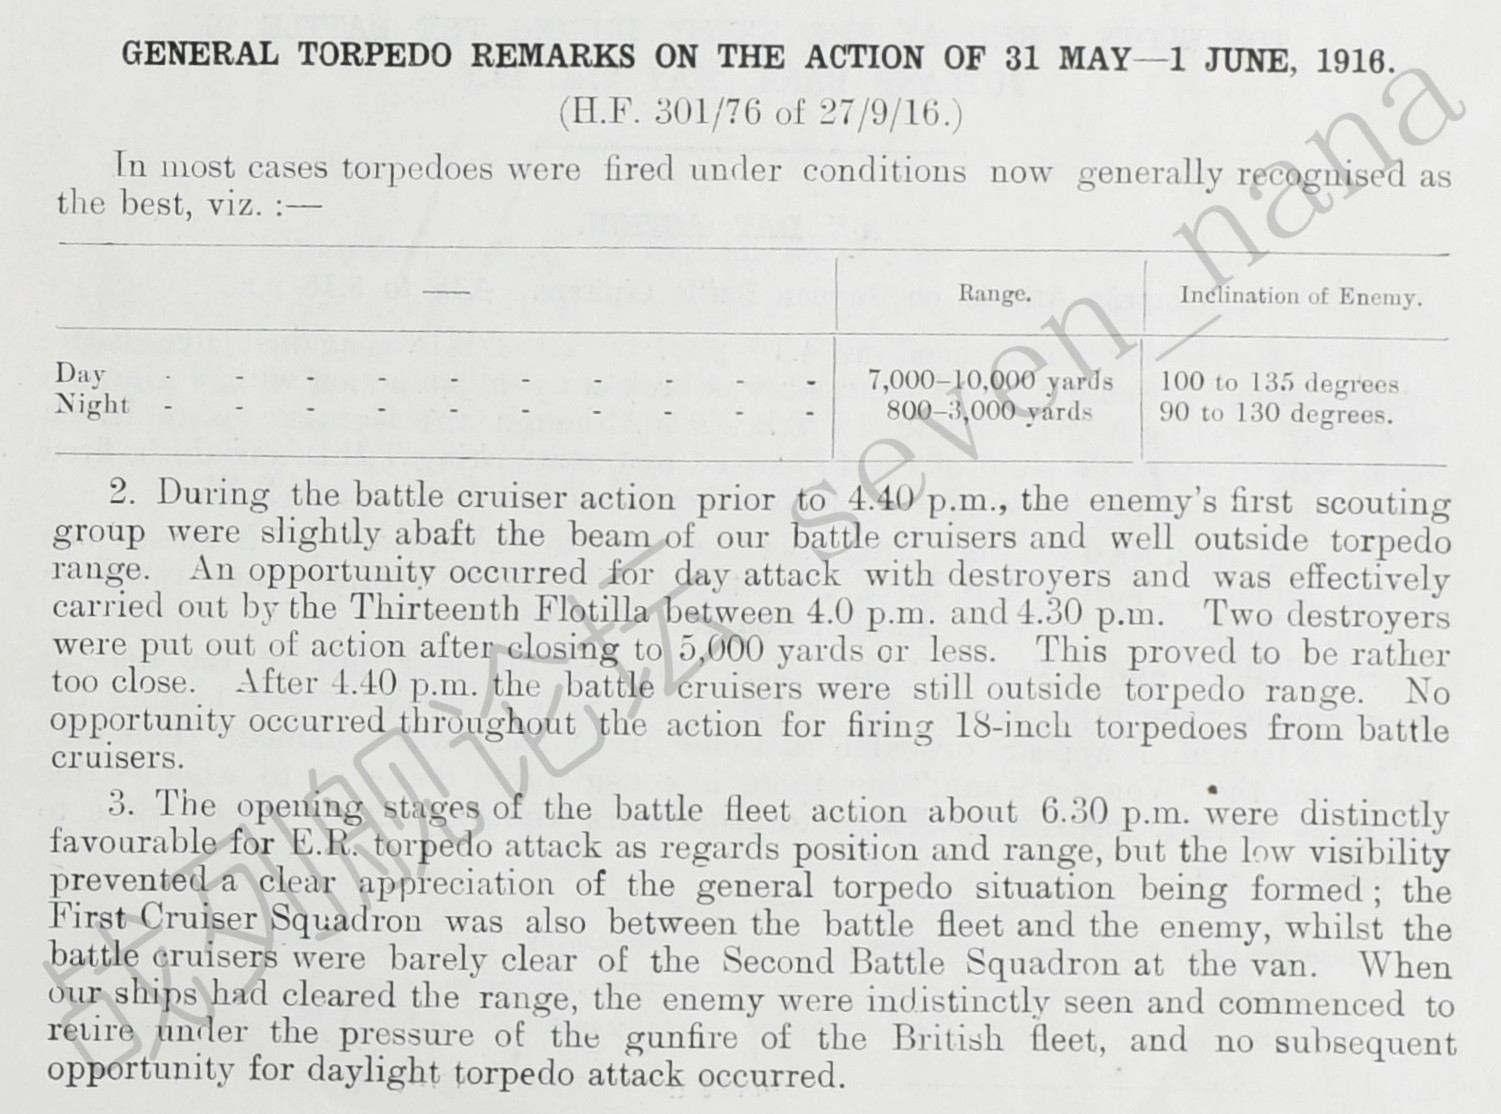 GENERAL TORPEDO REMARKS ON THE ACTION OF 31 MAY—1 JUNE, 1916.
(H.F. 301/76 of 27/9/16.)
In most cases torpedoes were fired under conditions now generally recognised as
the best, viz. :—
— Range. Inclination of Enemy.
Day - - - - - - - - - - 7,000–10,000 yards 100 to 135 degrees
Night - - - - - - - - - - 800–3,000 yards 90 to 130 degrees.
2. During the battle cruiser action prior to 4.40 p.m., the enemy's first scouting
group were slightly abaft the beam of our battle cruisers and well outside torpedo
range. An opportunity occurred for day attack with destroyers and was effectively
carried out by the Thirteenth Flotilla between 4.0 p.m. and 4.30 p.m. Two destroyers
were put out of action after closing to 5,000 yards or less. This proved to be rather
too close. After 4.40 p.m. the battle cruisers were still outside torpedo range. No
opportunity occurred throughout the action for firing 18-inch torpedoes from battle
cruisers.
3. The opening stages of the battle fleet action about 6.30 p.m. were distinctly
favourable for E.R. torpedo attack as regards position and range, but the low visibility
prevented a clear appreciation of the general torpedo situation being formed ; the
First Cruiser Squadron was also between the battle fleet and the enemy, whilst the
battle cruisers were barely clear of the Second Battle Squadron at the van. When
our ships had cleared the range, the enemy were indistinctly seen and commenced to
retire under the pressure of the gunfire of the British fleet, and no subsequent
opportunity for daylight torpedo attack occurred.
战列舰论坛 seven_nana